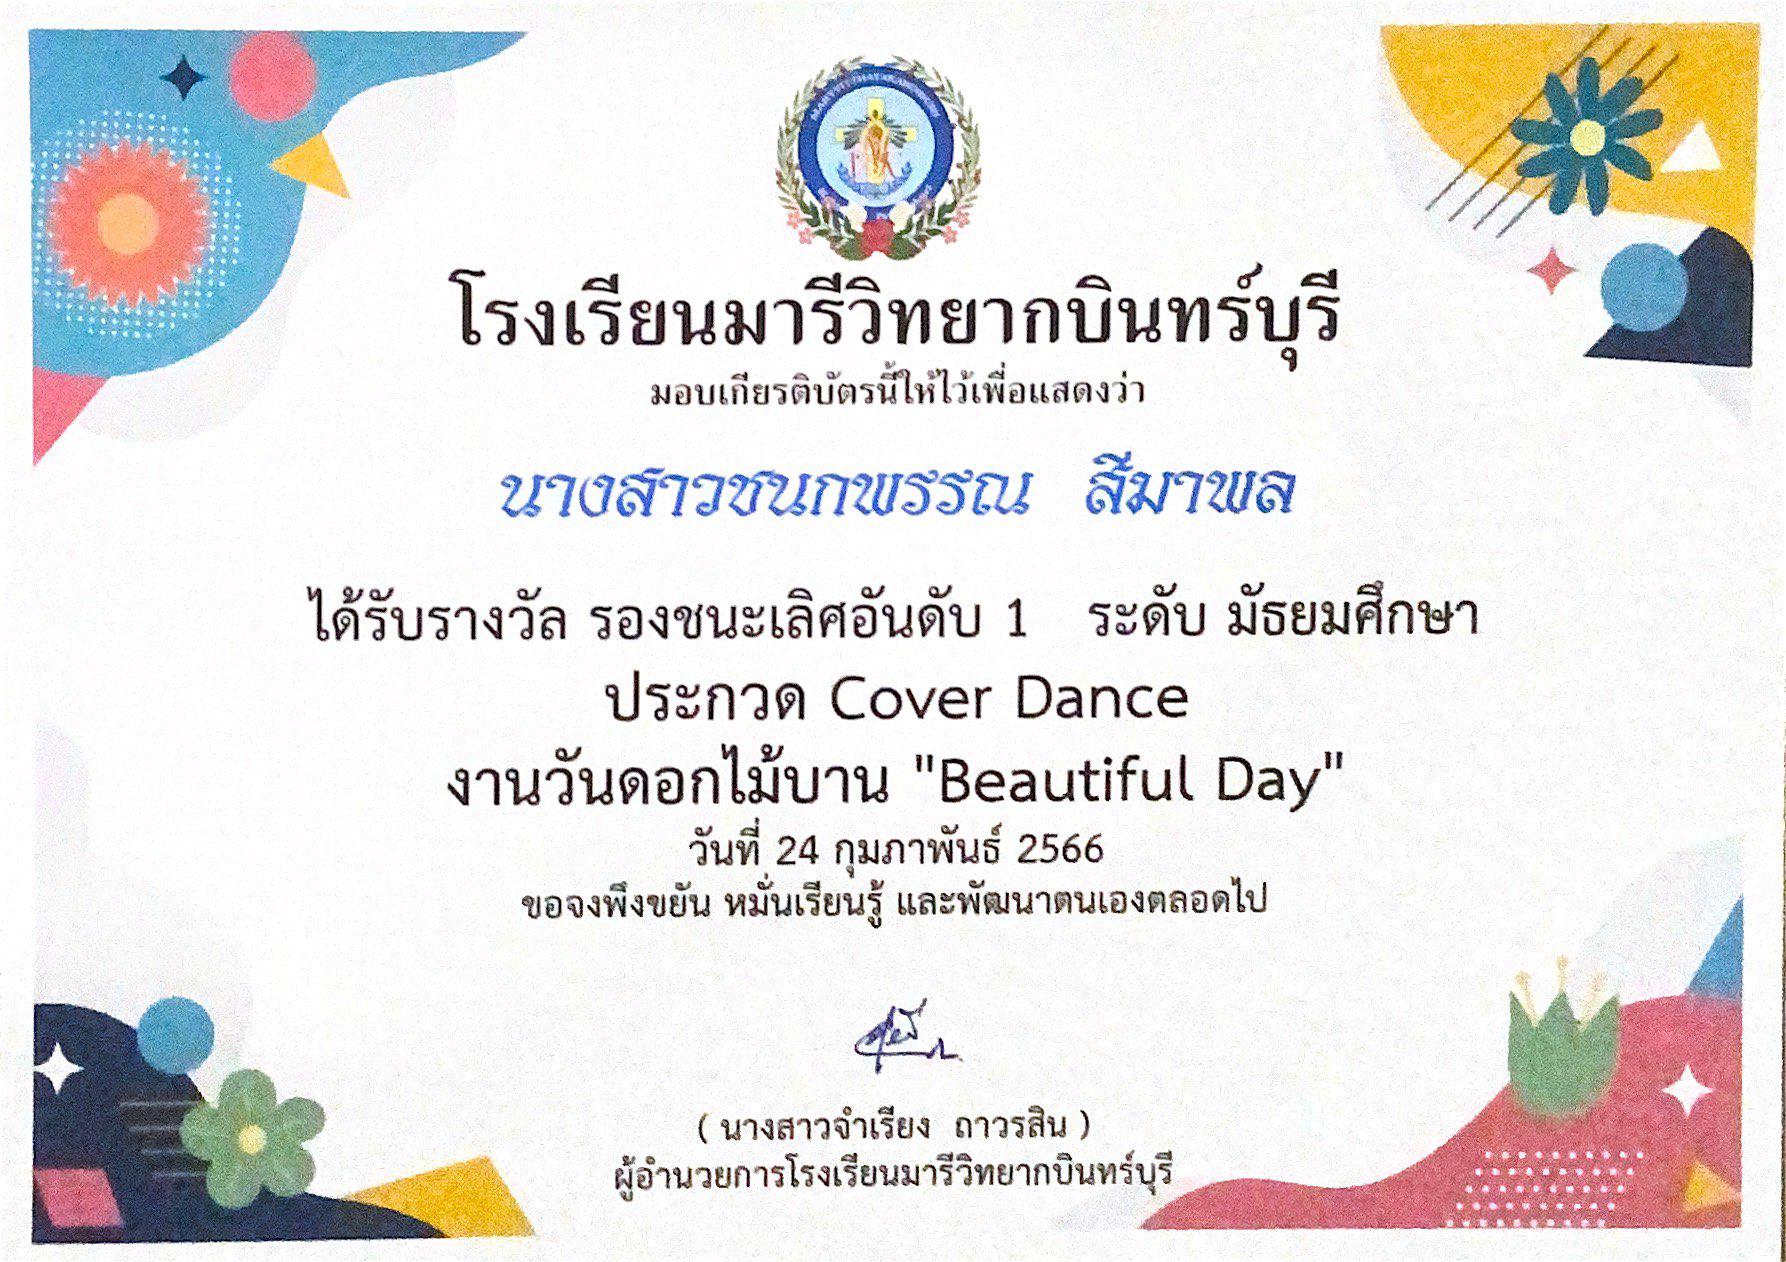 โรงเรียนมารีวิทยากบินทร์บุรี
มอบเกียรติบัตรนี้ให้ไว้เพื่อแสดงว่า
นางสาวชนกพรรณ สีมาพล
ได้รับรางวัล รองชนะเลิศอันดับ 1 ระดับ มัธยมศึกษา
ประกวด Cover Dance
งานวันดอกไม้บาน "Beautiful Day"
วันที่ 24 กุมภาพันธ์ 2566
ขอจงพึงขยัน หมั่นเรียนรู้ และพัฒนาตนเองตลอดไป
( นางสาวจำเรียง ถาวรสิน )
ผู้อำนวยการโรงเรียนมารีวิทยากบินทร์บุรี